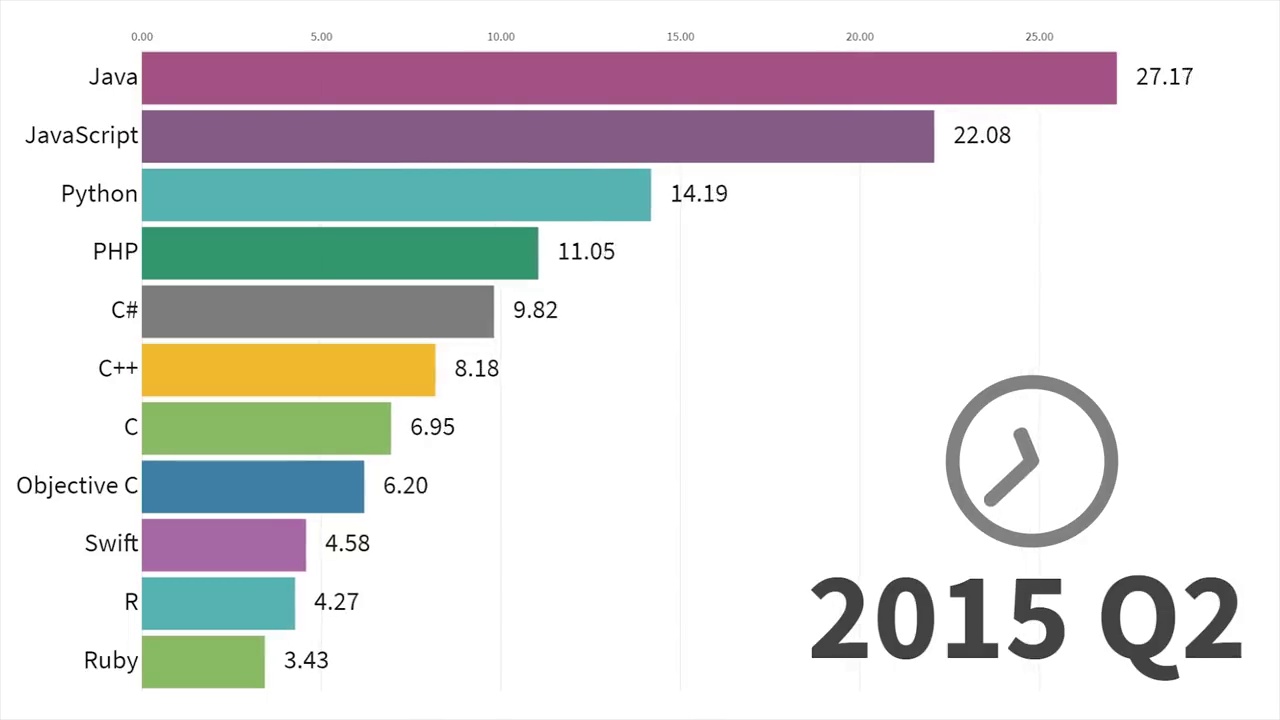 0.00 5.00 10.00 15.00 20.00 25.00
Java 27.17
JavaScript 22.08
Python 14.19
PHP 11.05
C# 9.82
C++ 8.18
C 6.95
Objective C 6.20
Swift 4.58
R 4.27
Ruby 3.43
2015 Q2